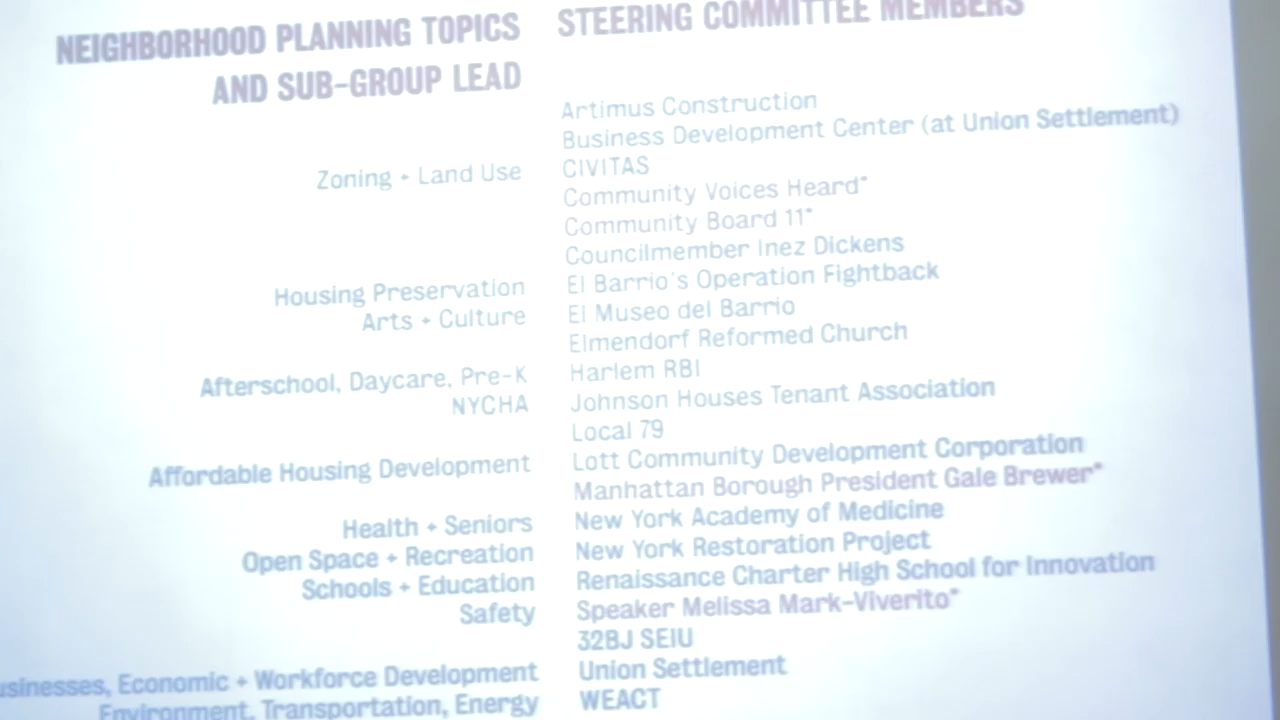 NEIGHBORHOOD PLANNING TOPICS
AND SUB-GROUP LEAD
STEERING COMMITTEE MEMBERS
Artimus Construction
Business Development Center (at Union Settlement)
Zoning + Land Use CIVITAS
Community Voices Heard*
Community Board 11*
Councilmember Inez Dickens
Housing Preservation El Barrio's Operation Fightback
Arts + Culture El Museo del Barrio
Elmendorf Reformed Church
Afterschool, Daycare, Pre-K Harlem RBI
NYCHA Johnson Houses Tenant Association
Local 79
Affordable Housing Development Lott Community Development Corporation
Manhattan Borough President Gale Brewer*
Health + Seniors New York Academy of Medicine
Open Space + Recreation New York Restoration Project
Schools + Education Renaissance Charter High School for Innovation
Safety Speaker Melissa Mark-Viverito*
32BJ SEIU
usinesses, Economic + Workforce Development Union Settlement
Environment, Transportation, Energy WEACT